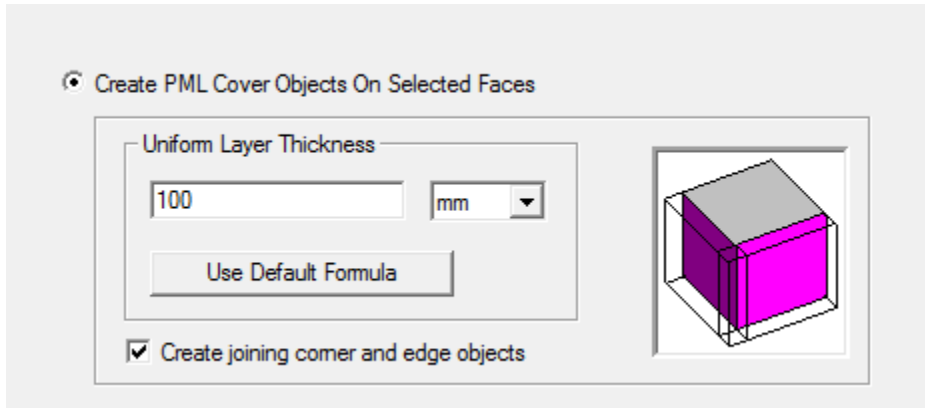 Create PML Cover Objects On Selected Faces
Uniform Layer Thickness
100 mm
Use Default Formula
Create joining corner and edge objects